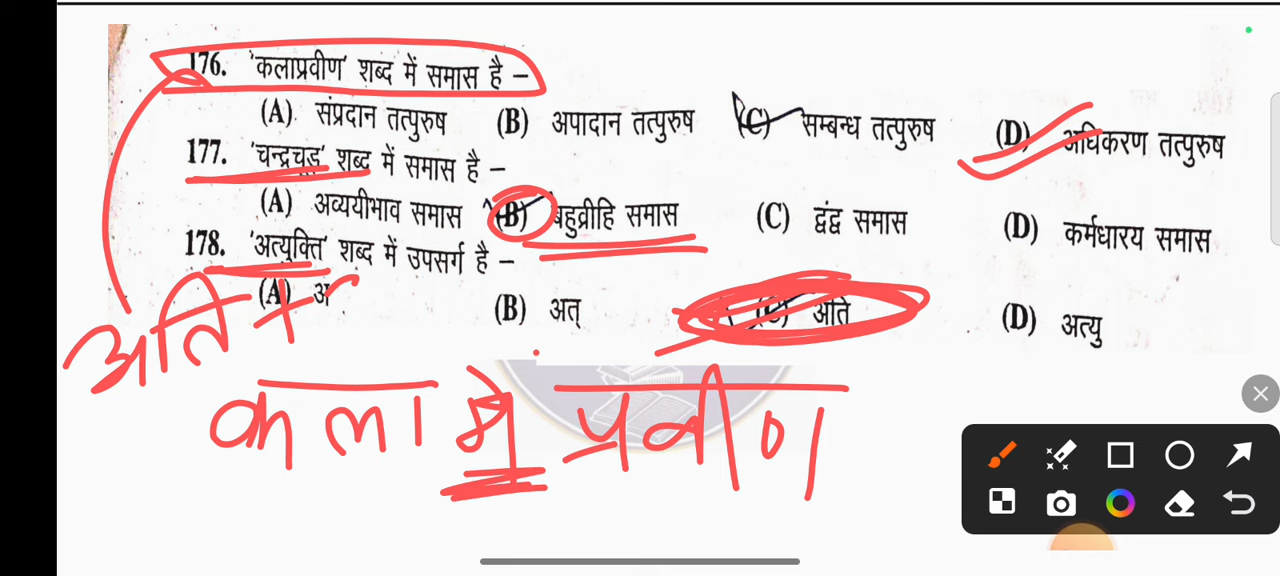 176. 'कलाप्रवीण' शब्द में समास है –
(A) संप्रदान तत्पुरुष (B) अपादान तत्पुरुष (C) सम्बन्ध तत्पुरुष (D) अधिकरण तत्पुरुष
177. 'चन्द्रचूड़' शब्द में समास है –
(A) अव्ययीभाव समास (B) बहुव्रीहि समास (C) द्वंद्व समास (D) कर्मधारय समास
178. 'अत्युक्ति' शब्द में उपसर्ग है –
(A) अ (B) अत् (C) अति (D) अत्यु
अति +
कला में प्रवीण